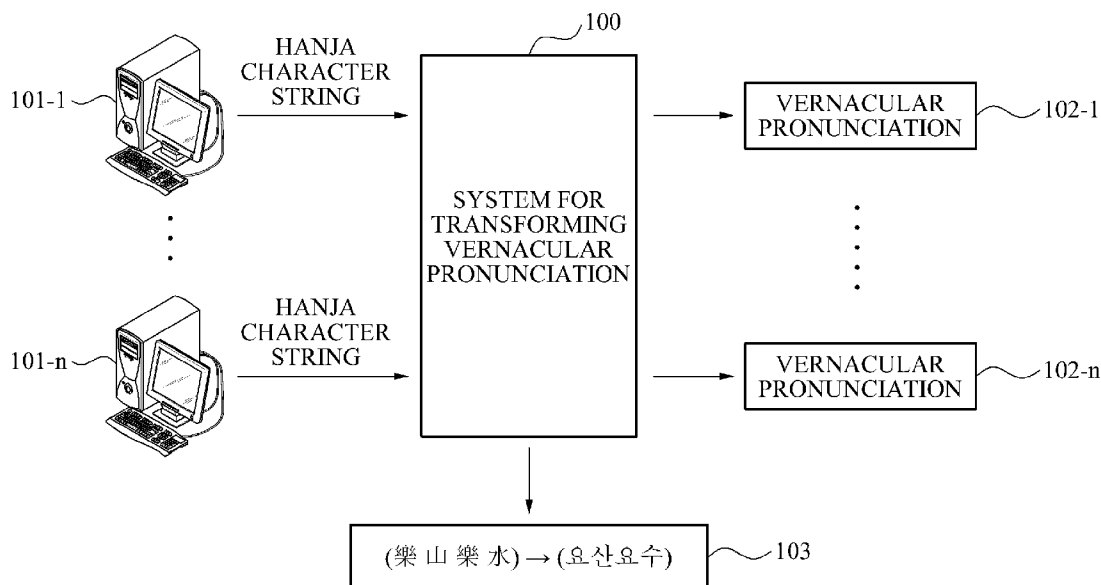 100
HANJA
CHARACTER
STRING
101-1
VERNACULAR
PRONUNCIATION
102-1
SYSTEM FOR
TRANSFORMING
VERNACULAR
PRONUNCIATION
HANJA
CHARACTER
STRING
101-n
VERNACULAR
PRONUNCIATION
102-n
(樂山樂水) → (요산요수)
103